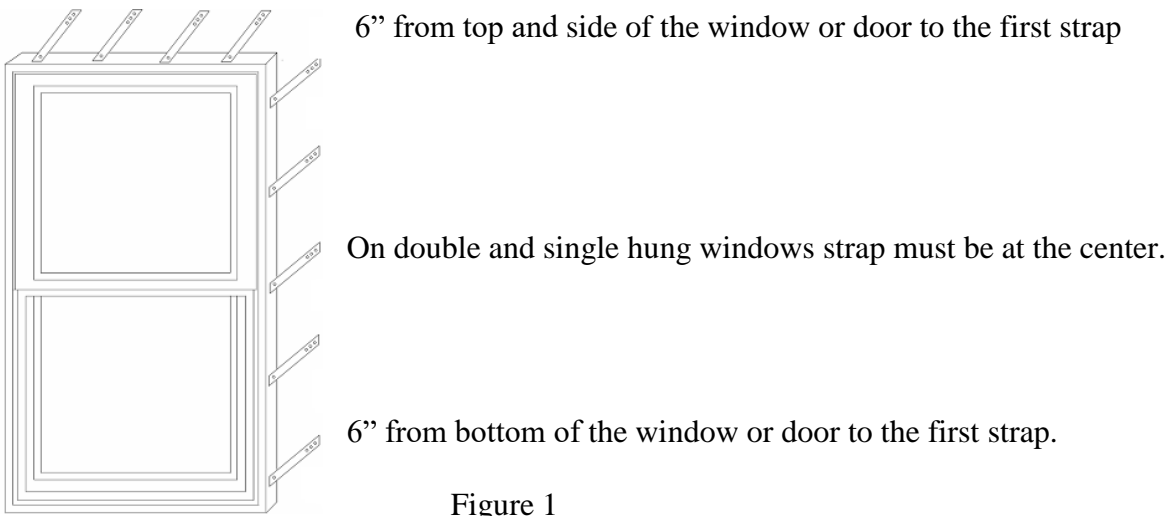 6” from top and side of the window or door to the first strap
On double and single hung windows strap must be at the center.
6” from bottom of the window or door to the first strap.
Figure 1